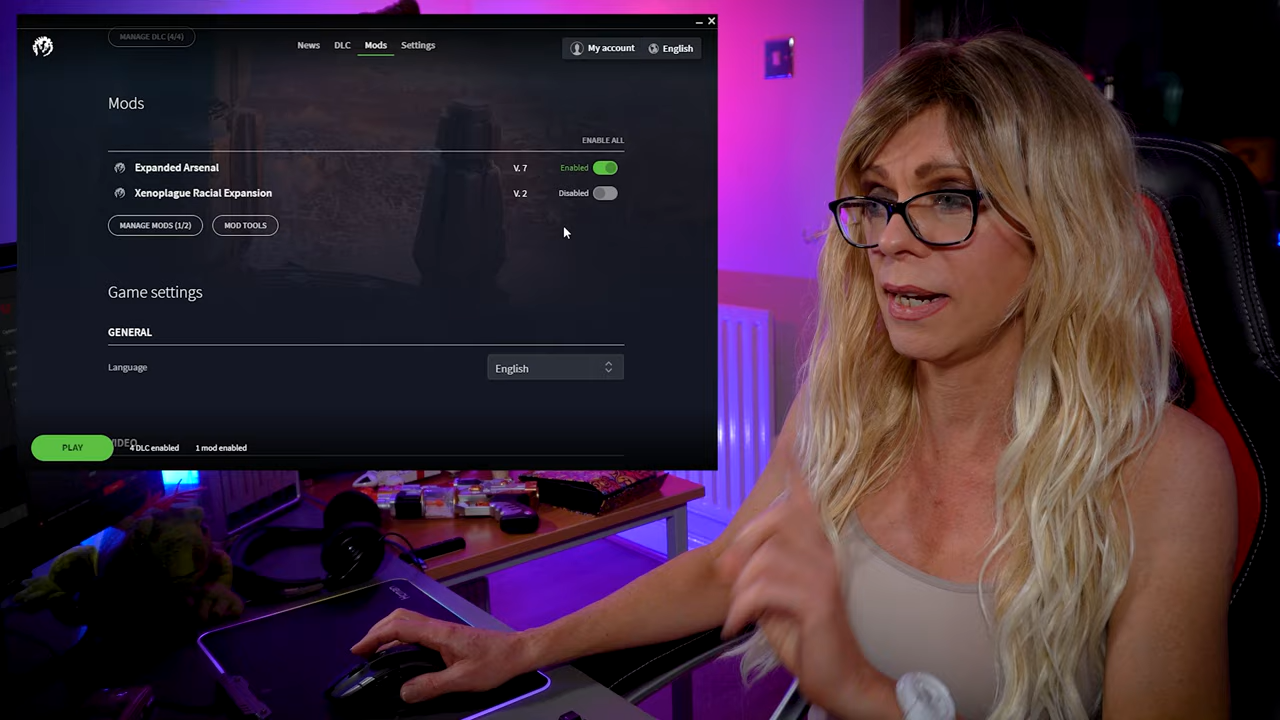 MANAGE DLC (4/4)
News DLC Mods Settings
My account English
Mods
ENABLE ALL
Expanded Arsenal V. 7 Enabled
Xenoplague Racial Expansion V. 2 Disabled
MANAGE MODS (1/2) MOD TOOLS
Game settings
GENERAL
Language English
VIDEO
PLAY 4 DLC enabled 1 mod enabled